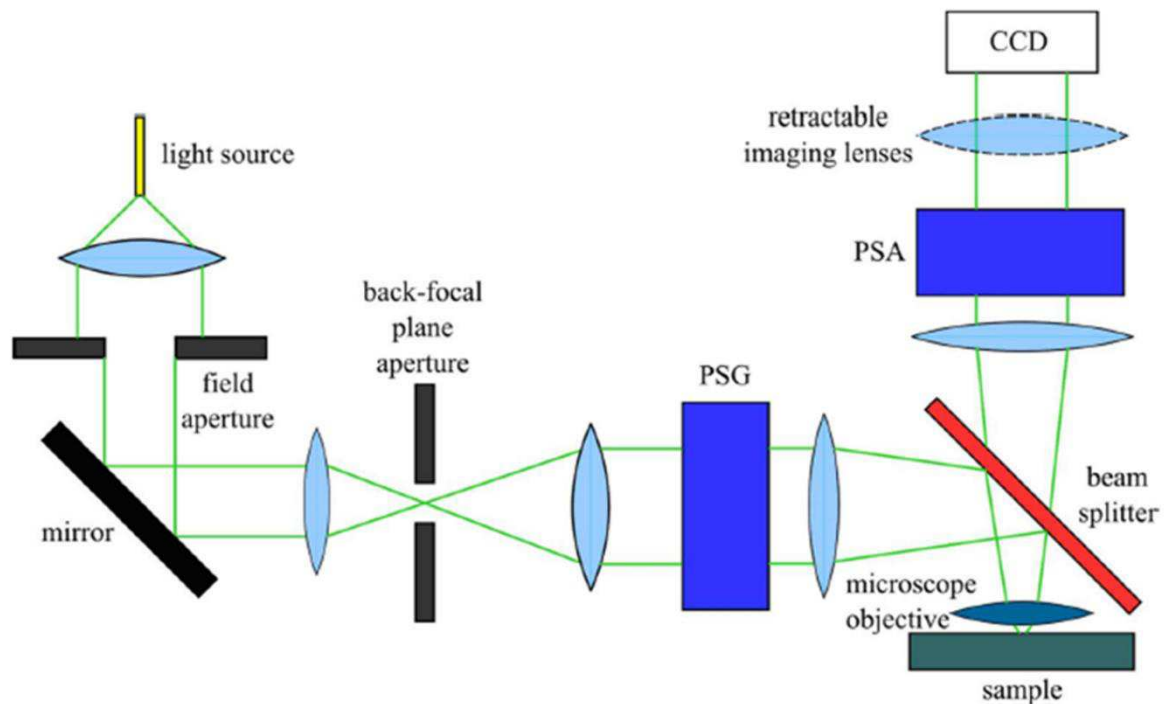 CCD
retractable
imaging lenses
light source
PSA
back-focal
plane
aperture
PSG
field
aperture
beam
splitter
mirror
microscope
objective
sample